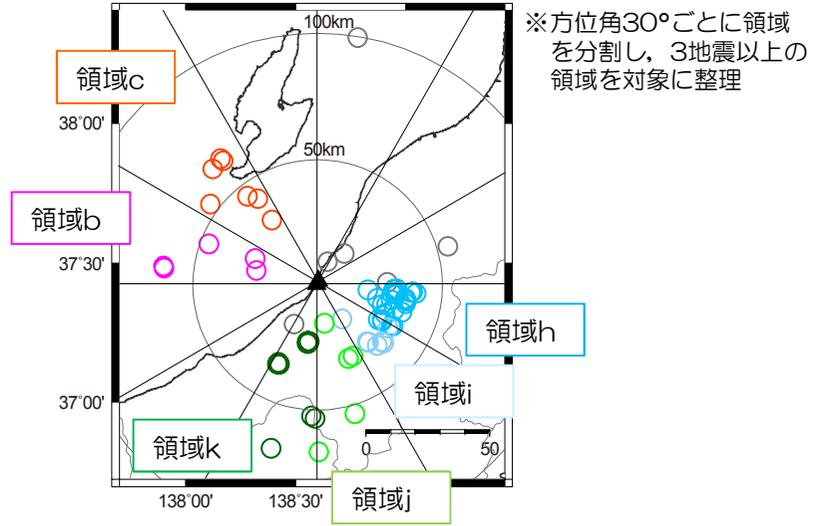 100km
※方位角30°ごとに領域
を分割し，3地震以上の
領域を対象に整理
領域c
38°00'
50km
領域b
37°30'
領域h
領域i
37°00'
領域k
0
50
領域j
138°00'
138°30'